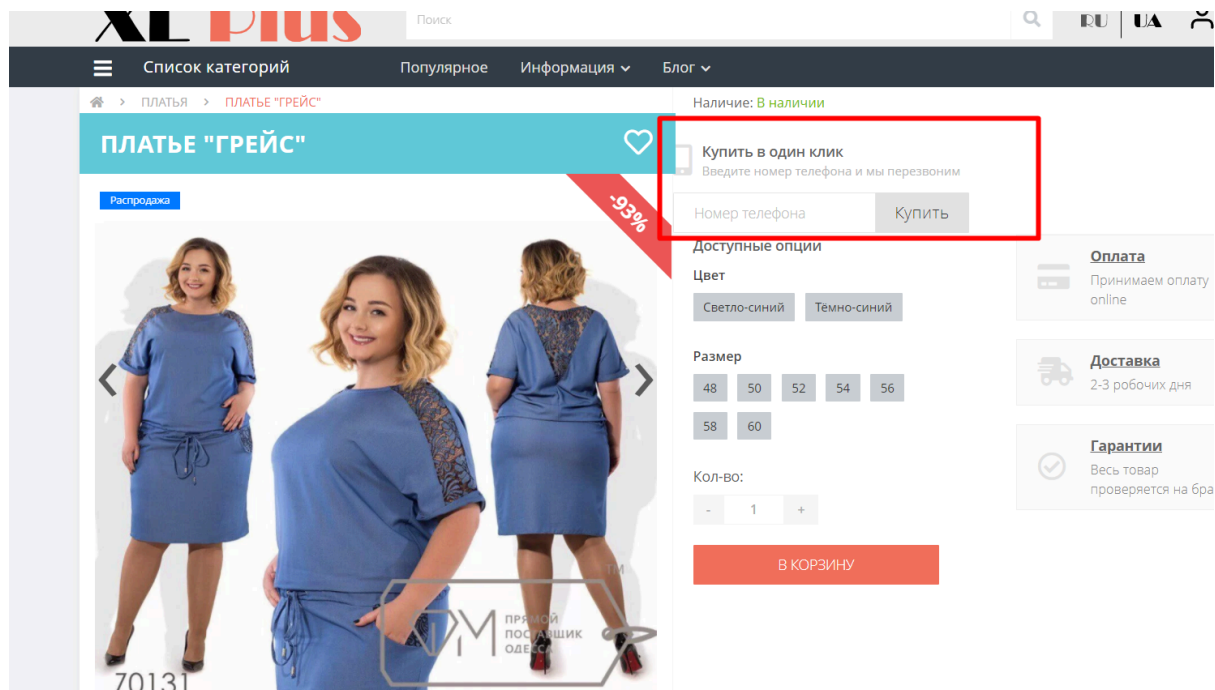 XL Plus
Поиск
RU | UA
Список категорий
Популярное
Информация
Блог
ПЛАТЬЯ
ПЛАТЬЕ "ГРЕЙС"
Наличие: В наличии
ПЛАТЬЕ "ГРЕЙС"
Купить в один клик
Введите номер телефона и мы перезвоним
Распродажа
-93%
Номер телефона
Купить
Доступные опции
Цвет
Светло-синий
Тёмно-синий
Размер
48
50
52
54
56
58
60
Кол-во:
-
1
+
В КОРЗИНУ
Оплата
Принимаем оплату
online
Доставка
2-3 робочих дня
Гарантии
Весь товар
проверяется на бра
TM
ПРЯМОЙ
ПОСТАВЩИК
ОДЕССА
70131